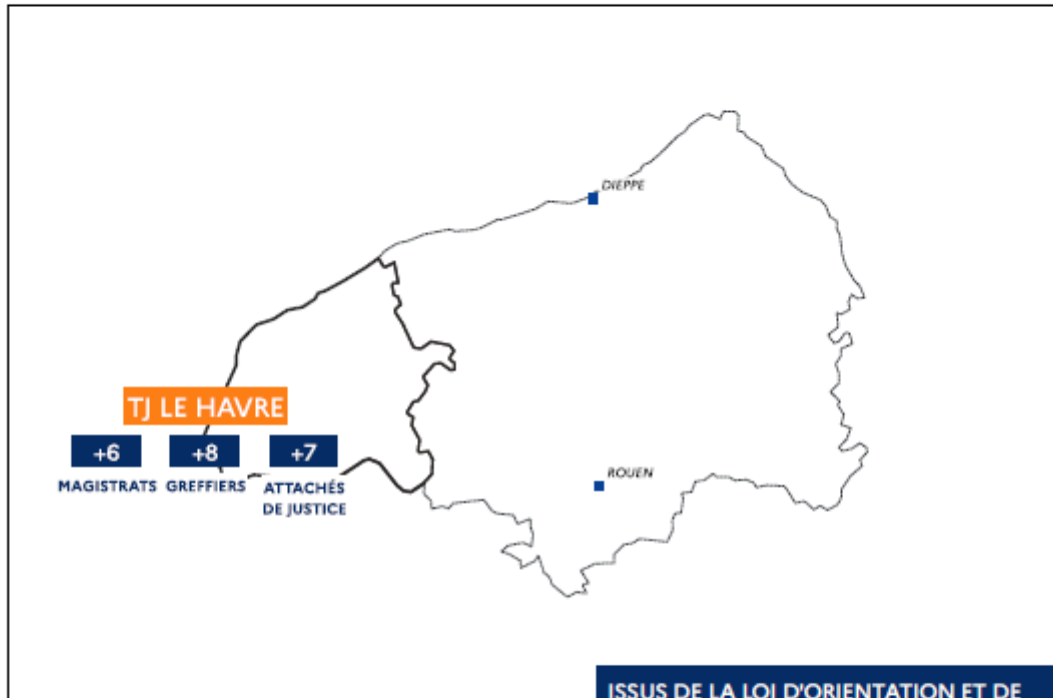 DIEPPE
TJ LE HAVRE
+6 +8 +7
MAGISTRATS GREFFIERS ATTACHÉS
DE JUSTICE
ROUEN
ISSUS DE LA LOI D'ORIENTATION ET DE